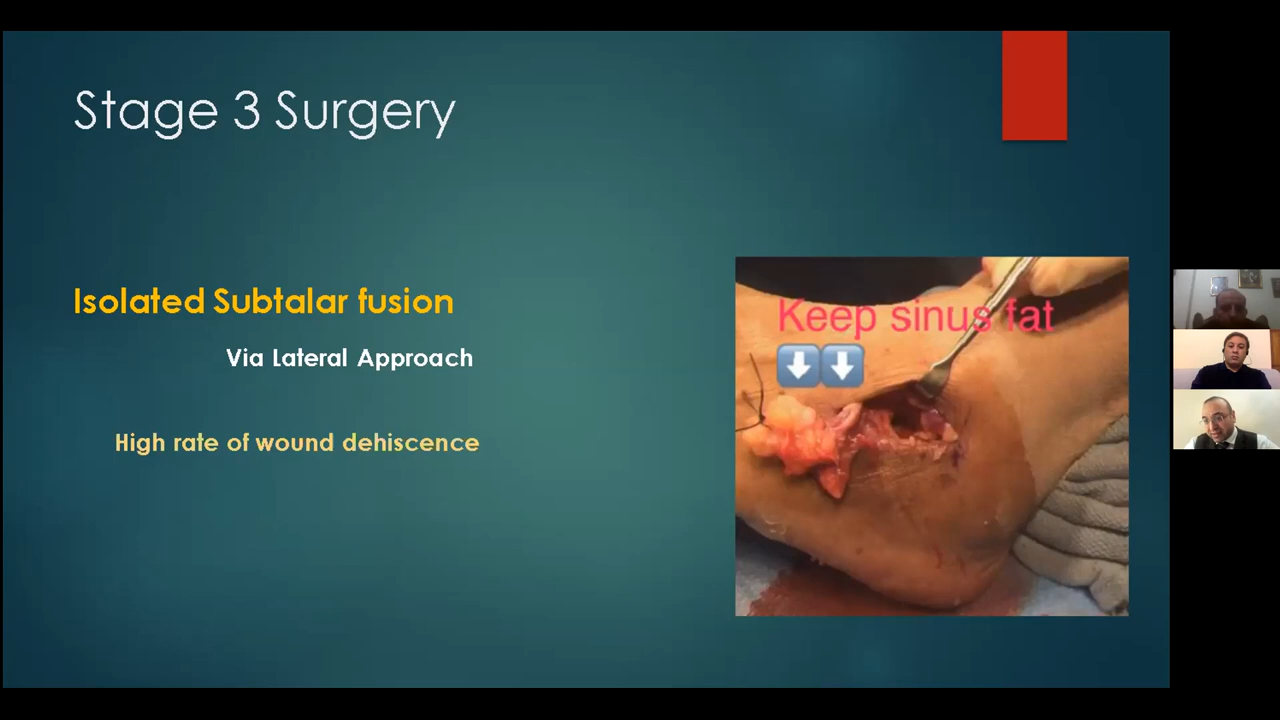 Stage 3 Surgery
Isolated Subtalar fusion
Via Lateral Approach
High rate of wound dehiscence
Keep sinus fat